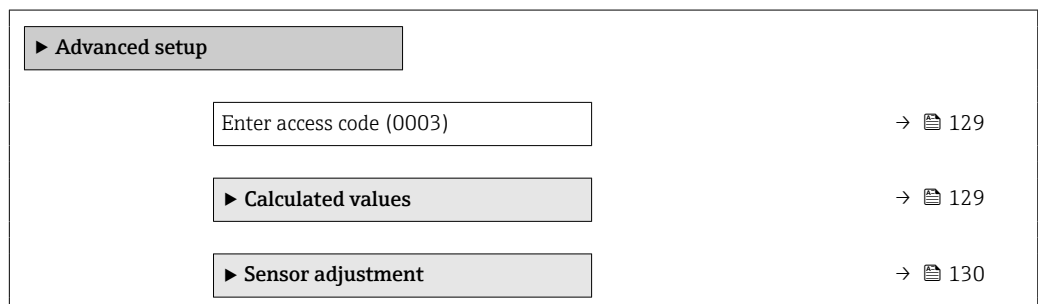 ▶ Advanced setup
Enter access code (0003) → 129
▶ Calculated values → 129
▶ Sensor adjustment → 130